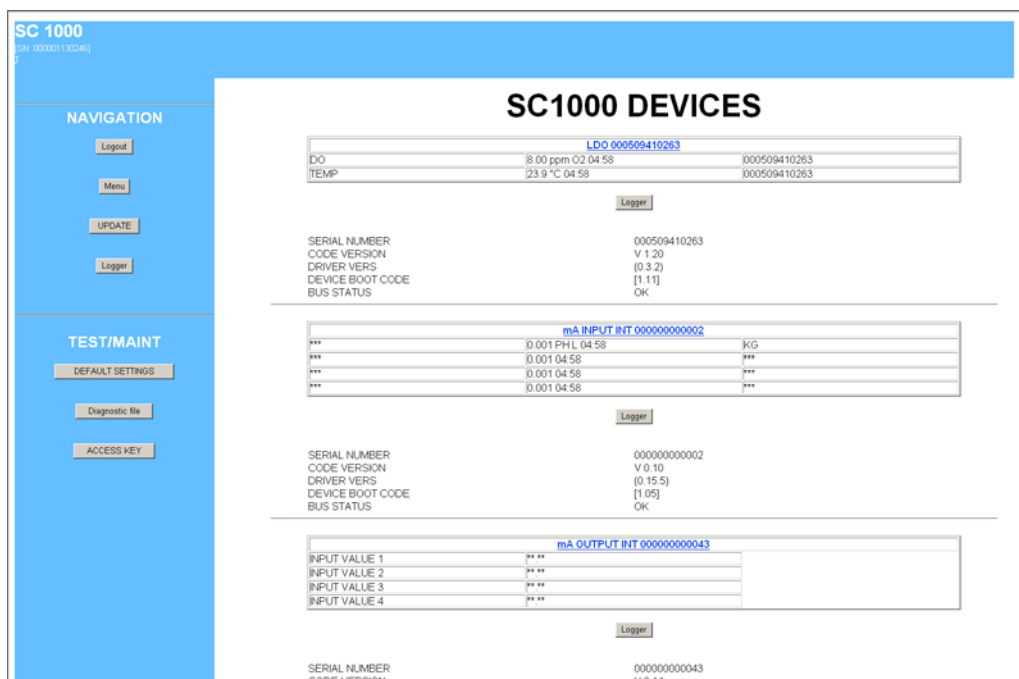 SC 1000
[SN: 000001130246]
]
NAVIGATION
Logout
Menu
UPDATE
Logger
TEST/MAINT
DEFAULT SETTINGS
Diagnostic file
ACCESS KEY
SC1000 DEVICES
LDO 000509410263
DO 8.00 ppm O2 04:58 000509410263
TEMP 23.9 °C 04:58 000509410263
Logger
SERIAL NUMBER 000509410263
CODE VERSION V 1.20
DRIVER VERS (0.3.2)
DEVICE BOOT CODE [1.11]
BUS STATUS OK
mA INPUT INT 000000000002
*** 0.001 PH L 04:58 KG
*** 0.001 04:58 ***
*** 0.001 04:58 ***
*** 0.001 04:58 ***
Logger
SERIAL NUMBER 000000000002
CODE VERSION V 0.10
DRIVER VERS (0.15.5)
DEVICE BOOT CODE [1.05]
BUS STATUS OK
mA OUTPUT INT 000000000043
INPUT VALUE 1 **.**
INPUT VALUE 2 **.**
INPUT VALUE 3 **.**
INPUT VALUE 4 **.**
Logger
SERIAL NUMBER 000000000043
CODE VERSION